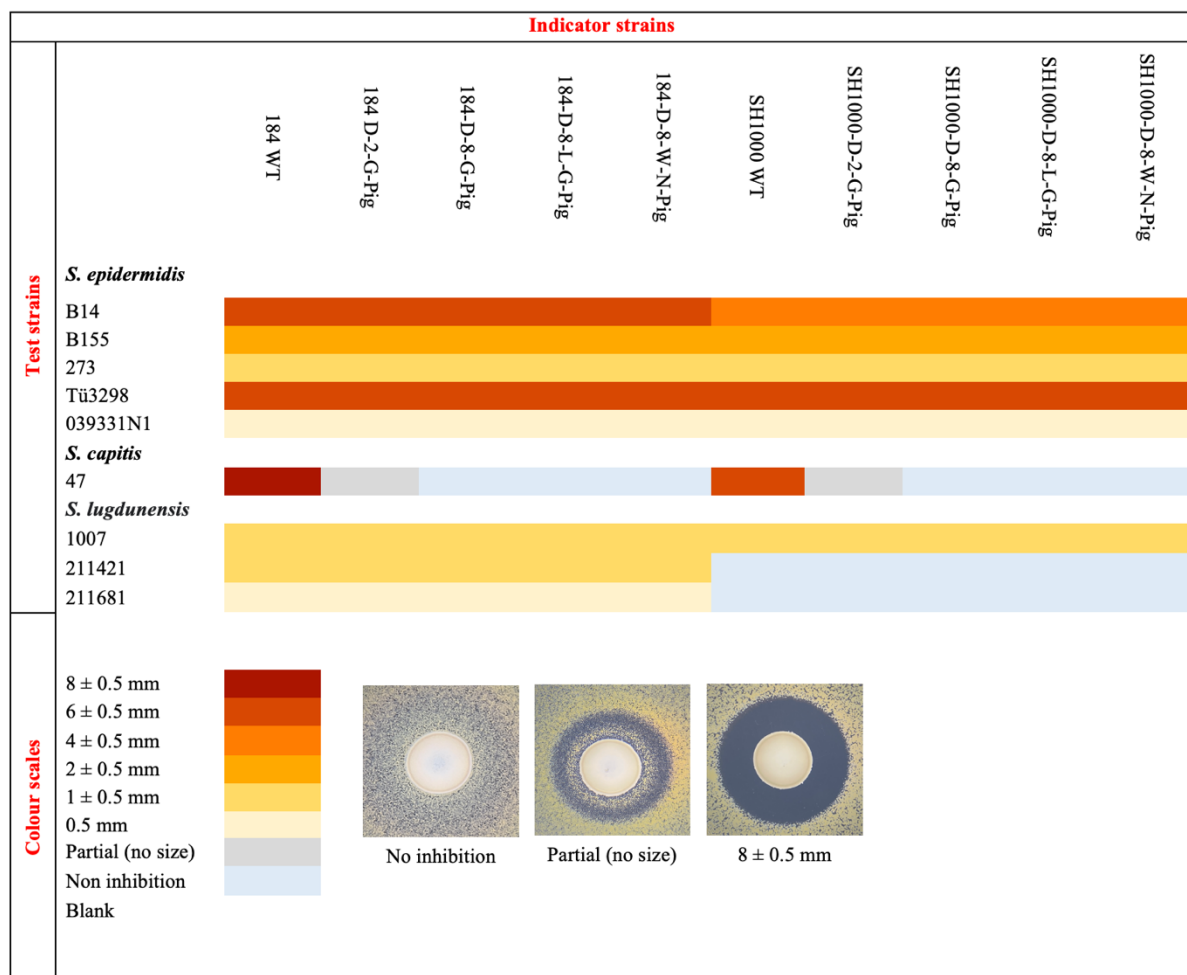 Indicator strains
184 WT
184 D-2-G-Pig
184-D-8-G-Pig
184-D-8-L-G-Pig
184-D-8-W-N-Pig
SH1000 WT
SH1000-D-2-G-Pig
SH1000-D-8-G-Pig
SH1000-D-8-L-G-Pig
SH1000-D-8-W-N-Pig
Test strains
S. epidermidis
B14
B155
273
Tü3298
039331N1
S. capitis
47
S. lugdunensis
1007
211421
211681
Colour scales
8 ± 0.5 mm
6 ± 0.5 mm
4 ± 0.5 mm
2 ± 0.5 mm
1 ± 0.5 mm
0.5 mm
Partial (no size)
Non inhibition
Blank
No inhibition
Partial (no size)
8 ± 0.5 mm